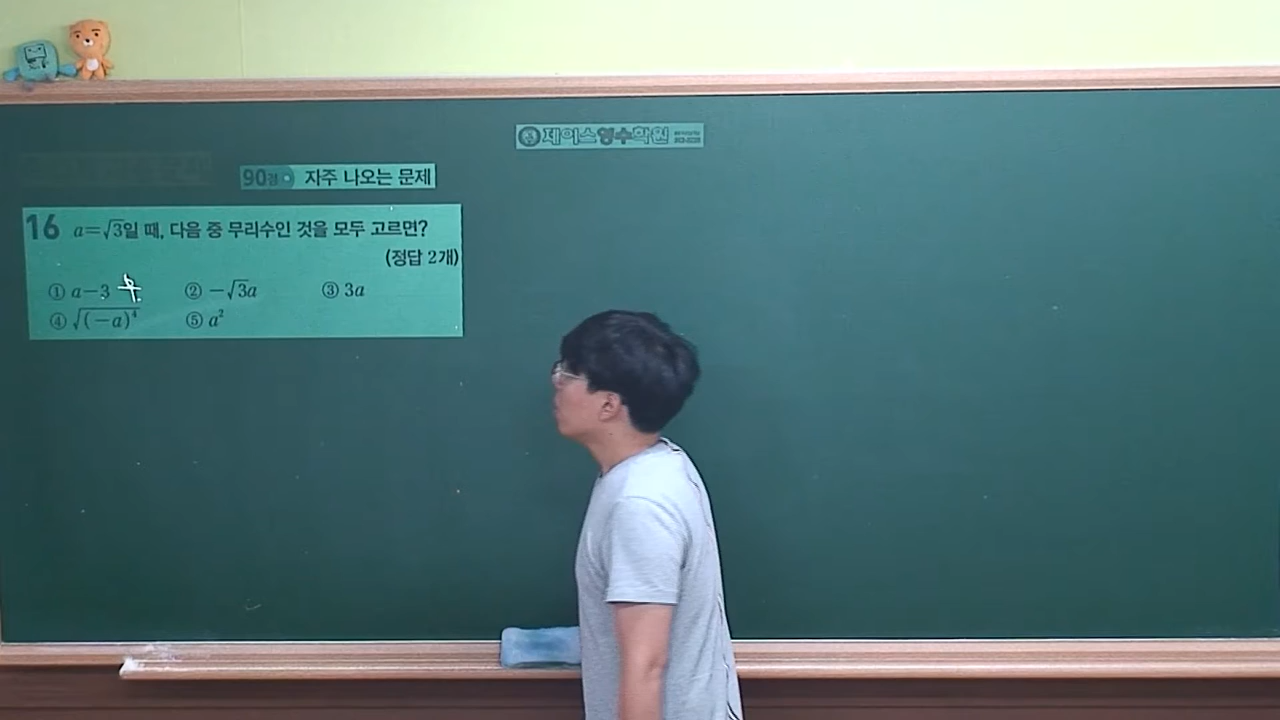 제이스영수학원
90점 자주 나오는 문제
16 a=√3일 때, 다음 중 무리수인 것을 모두 고르면?
(정답 2개)
① a-3 무 ② -√3a ③ 3a
④ √(-a)⁴ ⑤ a²